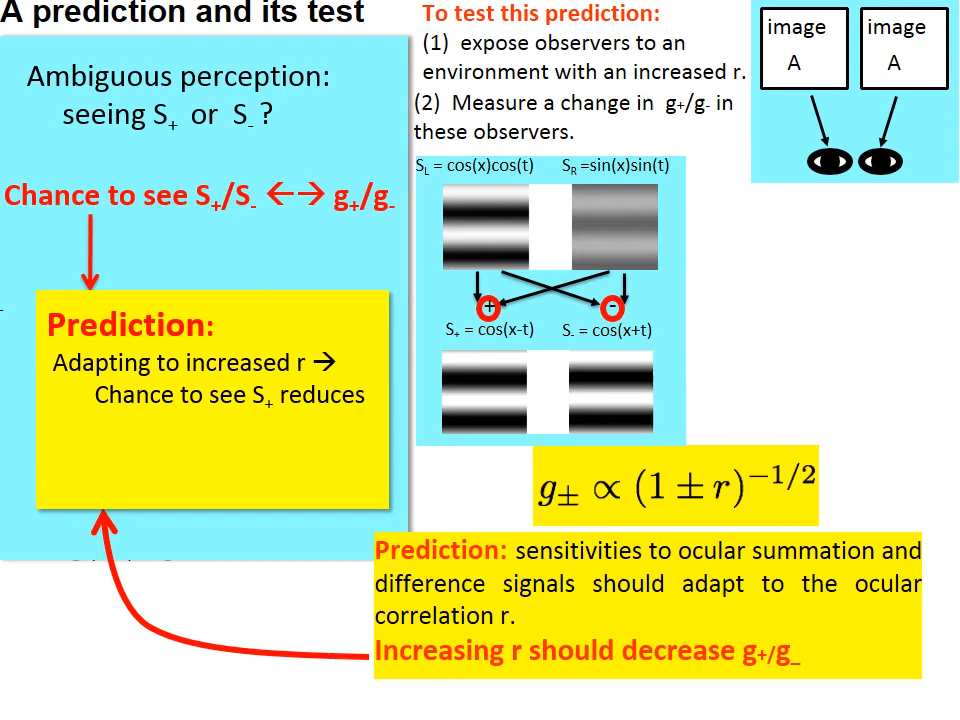 A prediction and its test
Ambiguous perception:
seeing S₊ or S₋ ?
Chance to see S₊/S₋ ←→ g₊/g₋
Prediction:
Adapting to increased r →
Chance to see S₊ reduces
To test this prediction:
(1) expose observers to an
environment with an increased r.
(2) Measure a change in g₊/g₋ in
these observers.
image
A
image
A
S_L = cos(x)cos(t)
S_R =sin(x)sin(t)
+
-
S₊ = cos(x-t)
S₋ = cos(x+t)
g± ∝ (1 ± r)^{-1/2}
Prediction: sensitivities to ocular summation and
difference signals should adapt to the ocular
correlation r.
Increasing r should decrease g₊/g₋